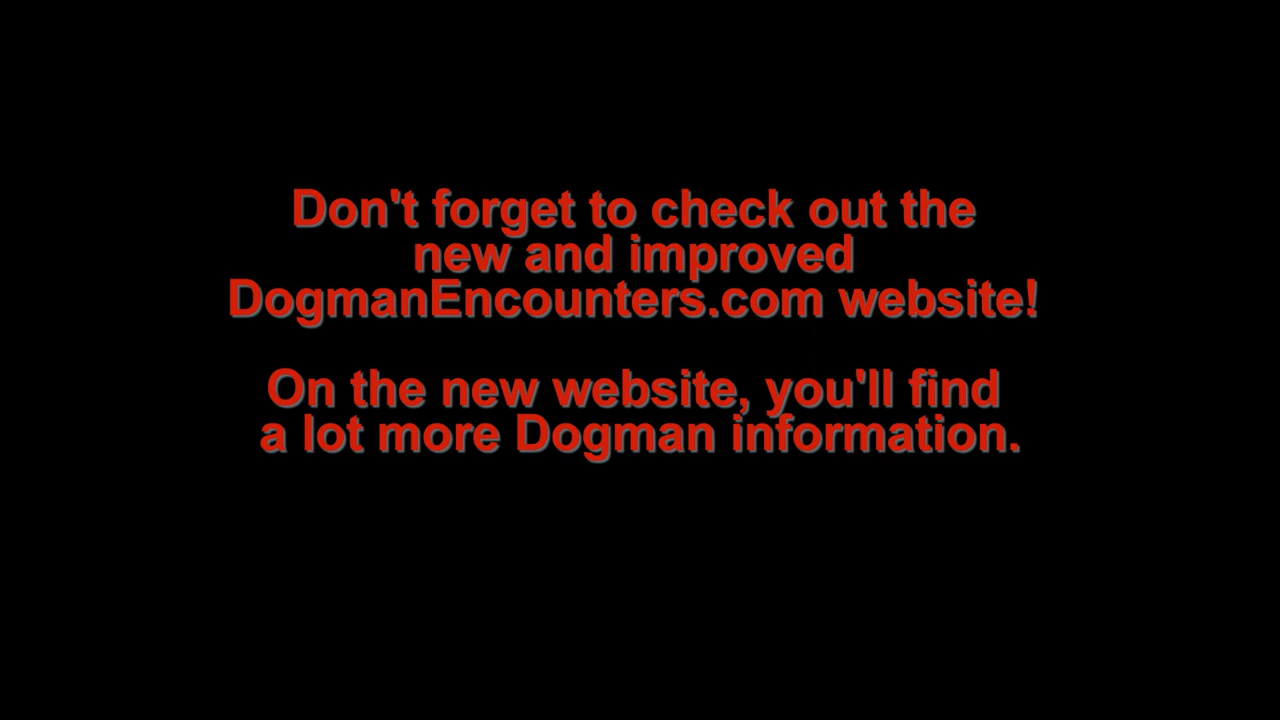 Don't forget to check out the
new and improved
DogmanEncounters.com website!
On the new website, you'll find
a lot more Dogman information.